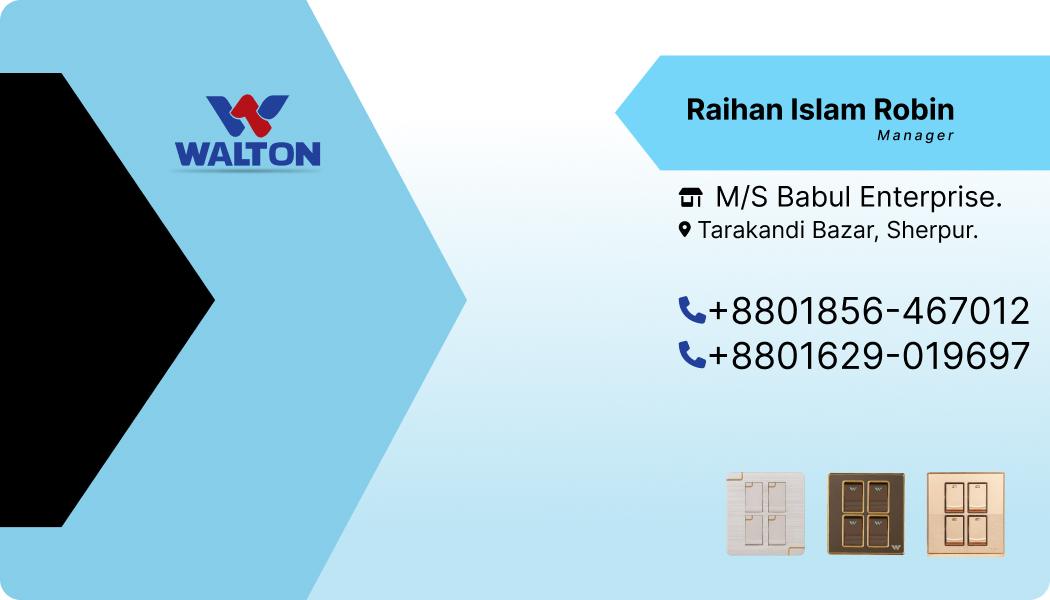 WALTON
Raihan Islam Robin
Manager
M/S Babul Enterprise.
Tarakandi Bazar, Sherpur.
+8801856-467012
+8801629-019697